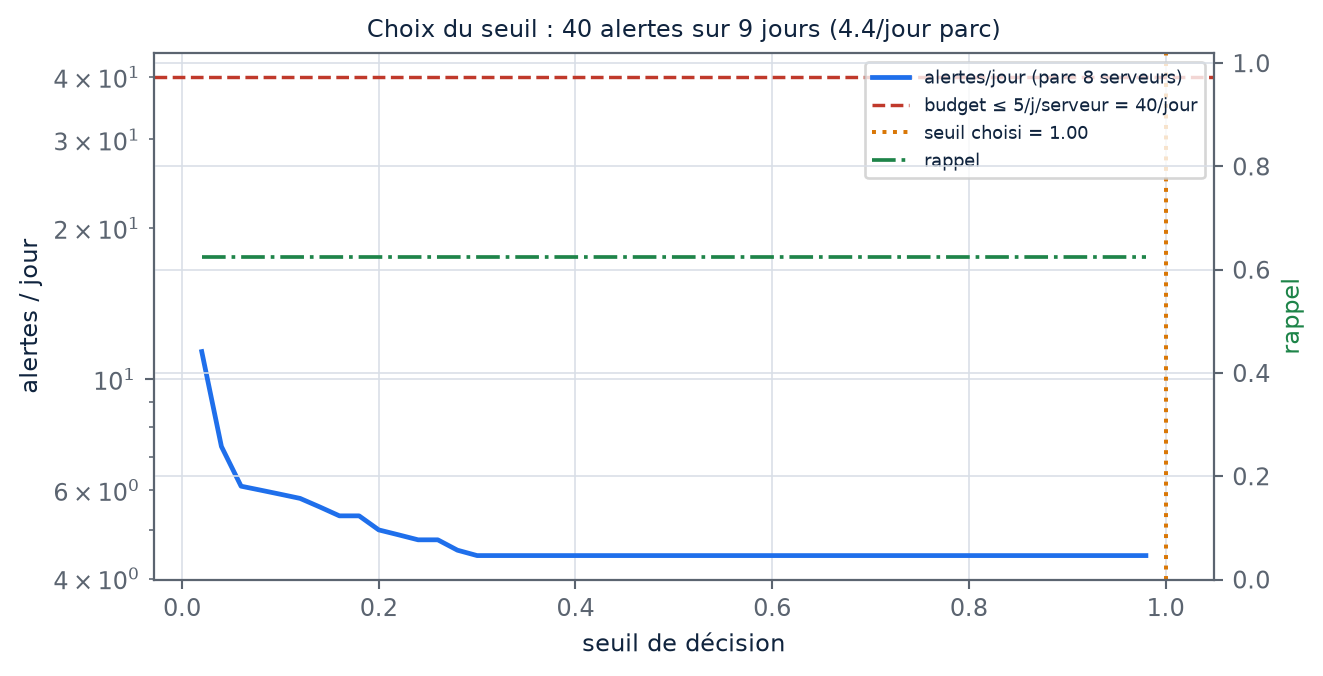 Choix du seuil : 40 alertes sur 9 jours (4.4/jour parc)
alertes / jour
4 × 10¹
3 × 10¹
2 × 10¹
10¹
6 × 10⁰
4 × 10⁰
alertes/jour (parc 8 serveurs)
budget ≤ 5/j/serveur = 40/jour
seuil choisi = 1.00
rappel
1.0
0.8
0.6
0.4
0.2
0.0
rappel
0.0 0.2 0.4 0.6 0.8 1.0
seuil de décision